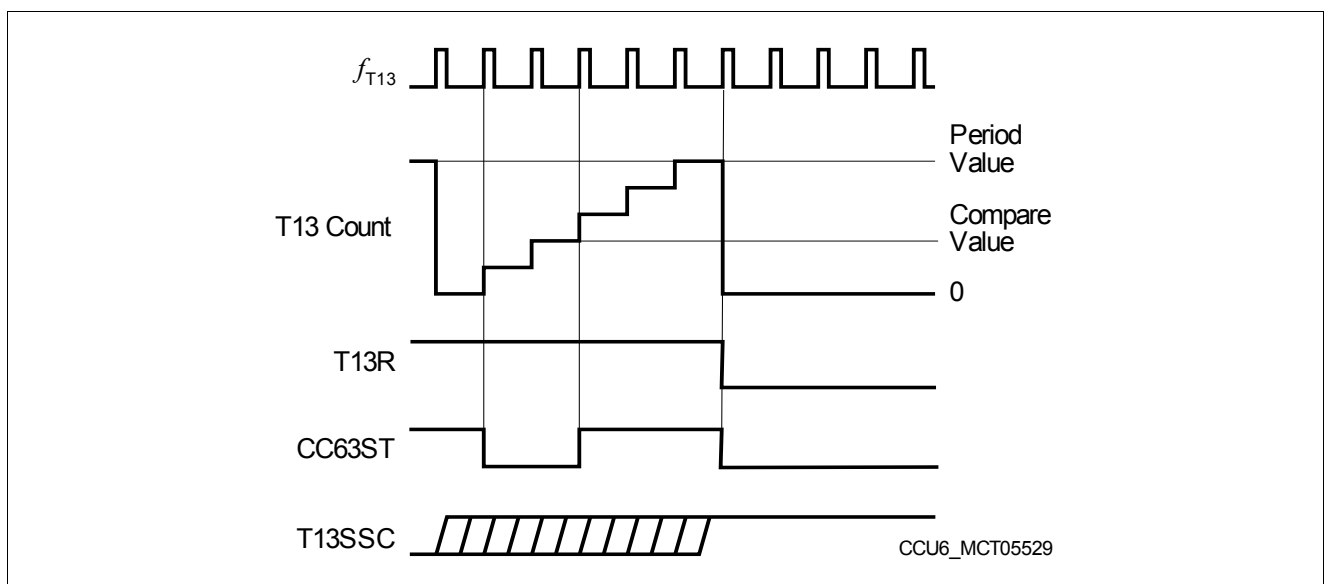 fT13
Period
Value
T13 Count
Compare
Value
0
T13R
CC63ST
T13SSC
CCU6_MCT05529